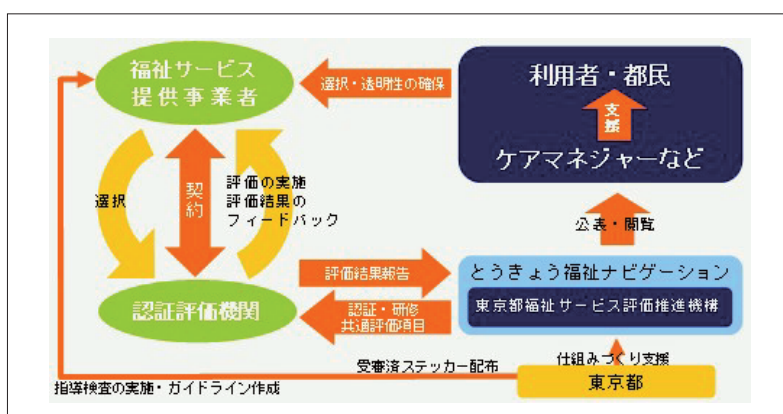 福祉サービス
提供事業者
選択・透明性の確保
利用者・都民
支援
ケアマネジャーなど
選択
契約
評価の実施
評価結果の
フィードバック
公表・閲覧
評価結果報告
とうきょう福祉ナビゲーション
東京都福祉サービス評価推進機構
認証評価機関
認証・研修
共通評価項目
受審済ステッカー配布
仕組みづくり支援
東京都
指導検査の実施・ガイドライン作成